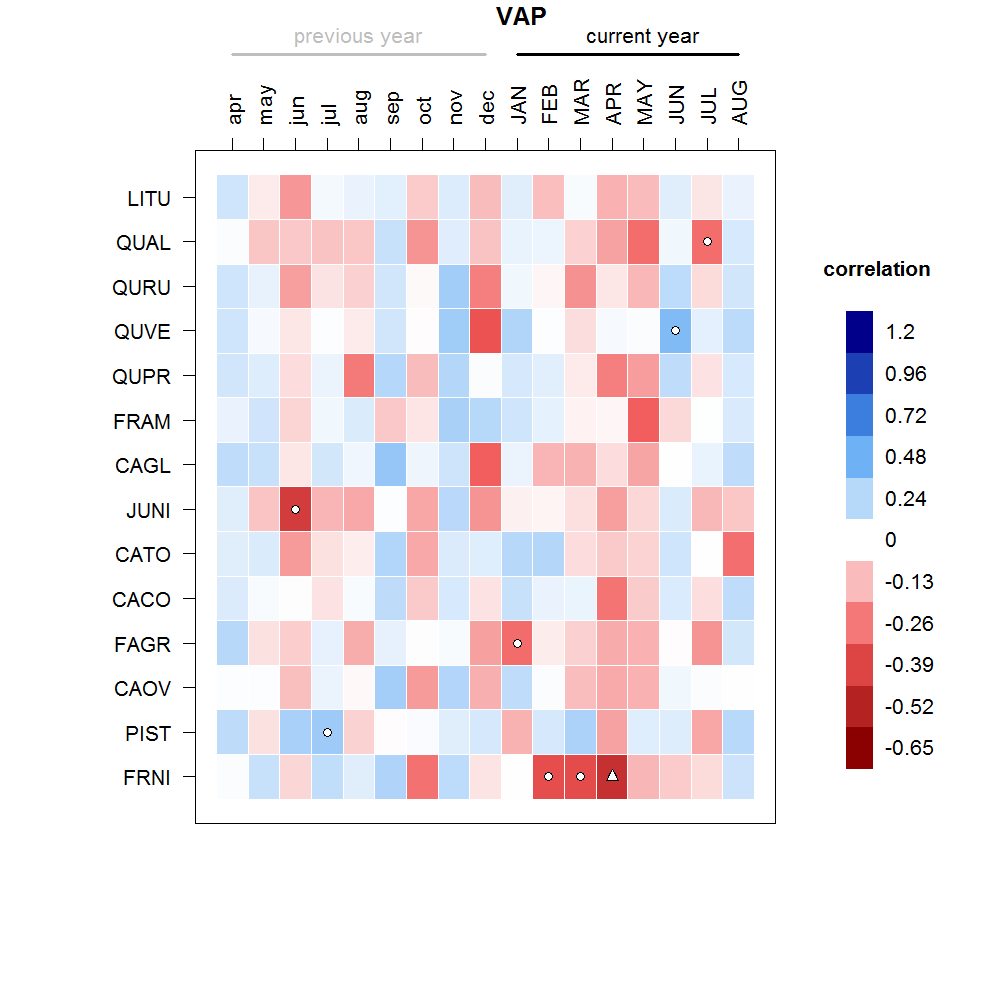 VAP
previous year current year
apr may jun jul aug sep oct nov dec JAN FEB MAR APR MAY JUN JUL AUG
LITU
QUAL
QURU
QUVE
QUPR
FRAM
CAGL
JUNI
CATO
CACO
FAGR
CAOV
PIST
FRNI
correlation
1.2
0.96
0.72
0.48
0.24
0
-0.13
-0.26
-0.39
-0.52
-0.65